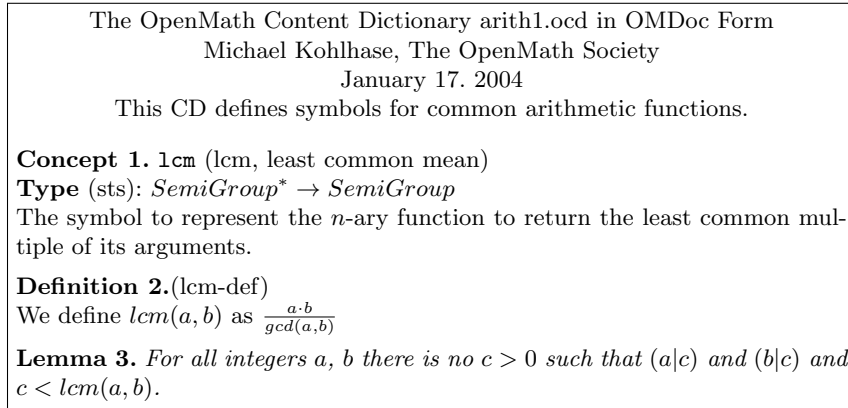 The OpenMath Content Dictionary arith1.ocd in OMDoc Form
Michael Kohlhase, The OpenMath Society
January 17. 2004
This CD defines symbols for common arithmetic functions.
Concept 1. lcm (lcm, least common mean)
Type (sts): SemiGroup* → SemiGroup
The symbol to represent the n-ary function to return the least common mul-
tiple of its arguments.
Definition 2.(lcm-def)
We define lcm(a, b) as \frac{a·b}{gcd(a,b)}
Lemma 3. For all integers a, b there is no c > 0 such that (a|c) and (b|c) and
c < lcm(a, b).